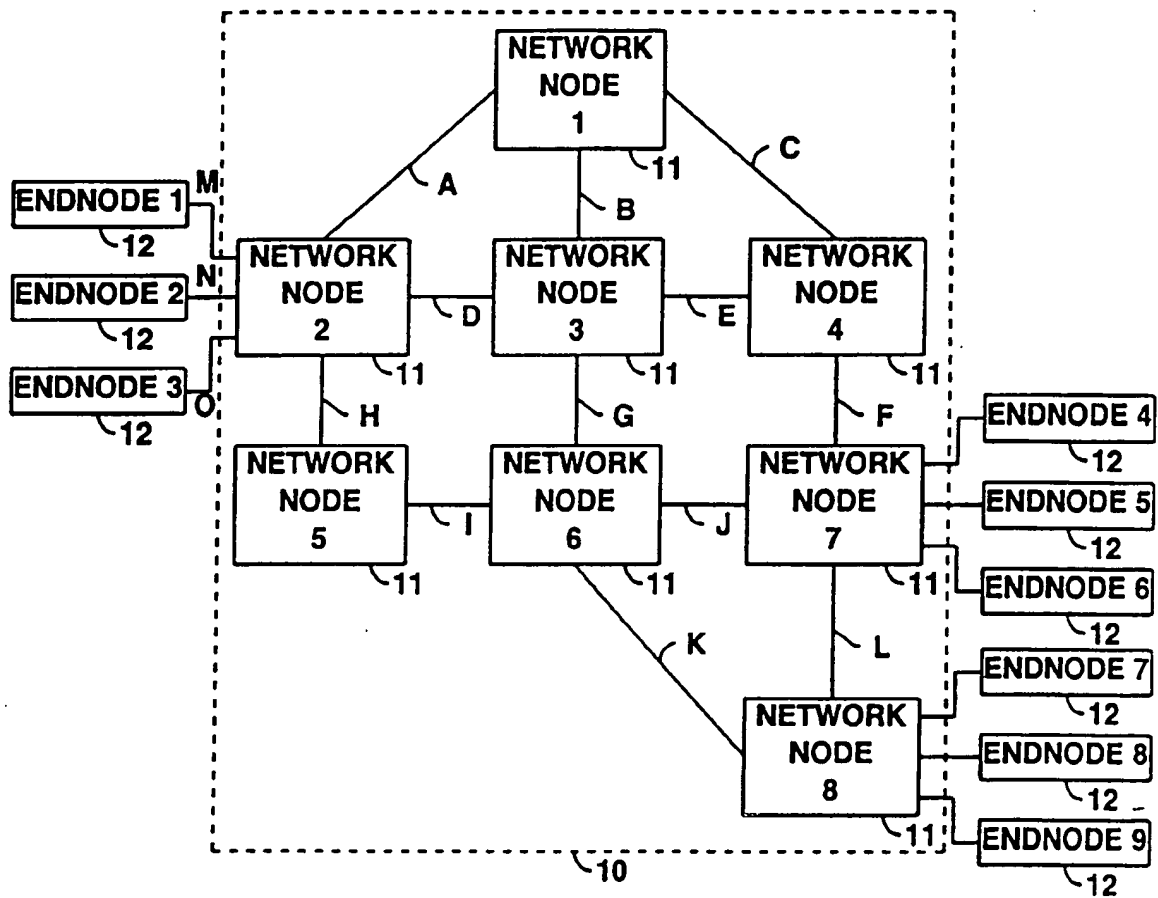 NETWORK
NODE
1
11
A
B
C
M
ENDNODE 1
12
N
ENDNODE 2
12
O
ENDNODE 3
12
NETWORK
NODE
2
11
D
NETWORK
NODE
3
11
E
NETWORK
NODE
4
11
H
G
F
NETWORK
NODE
5
11
I
NETWORK
NODE
6
11
J
NETWORK
NODE
7
11
ENDNODE 4
12
ENDNODE 5
12
ENDNODE 6
12
K
L
NETWORK
NODE
8
11
ENDNODE 7
12
ENDNODE 8
12
ENDNODE 9
12
10